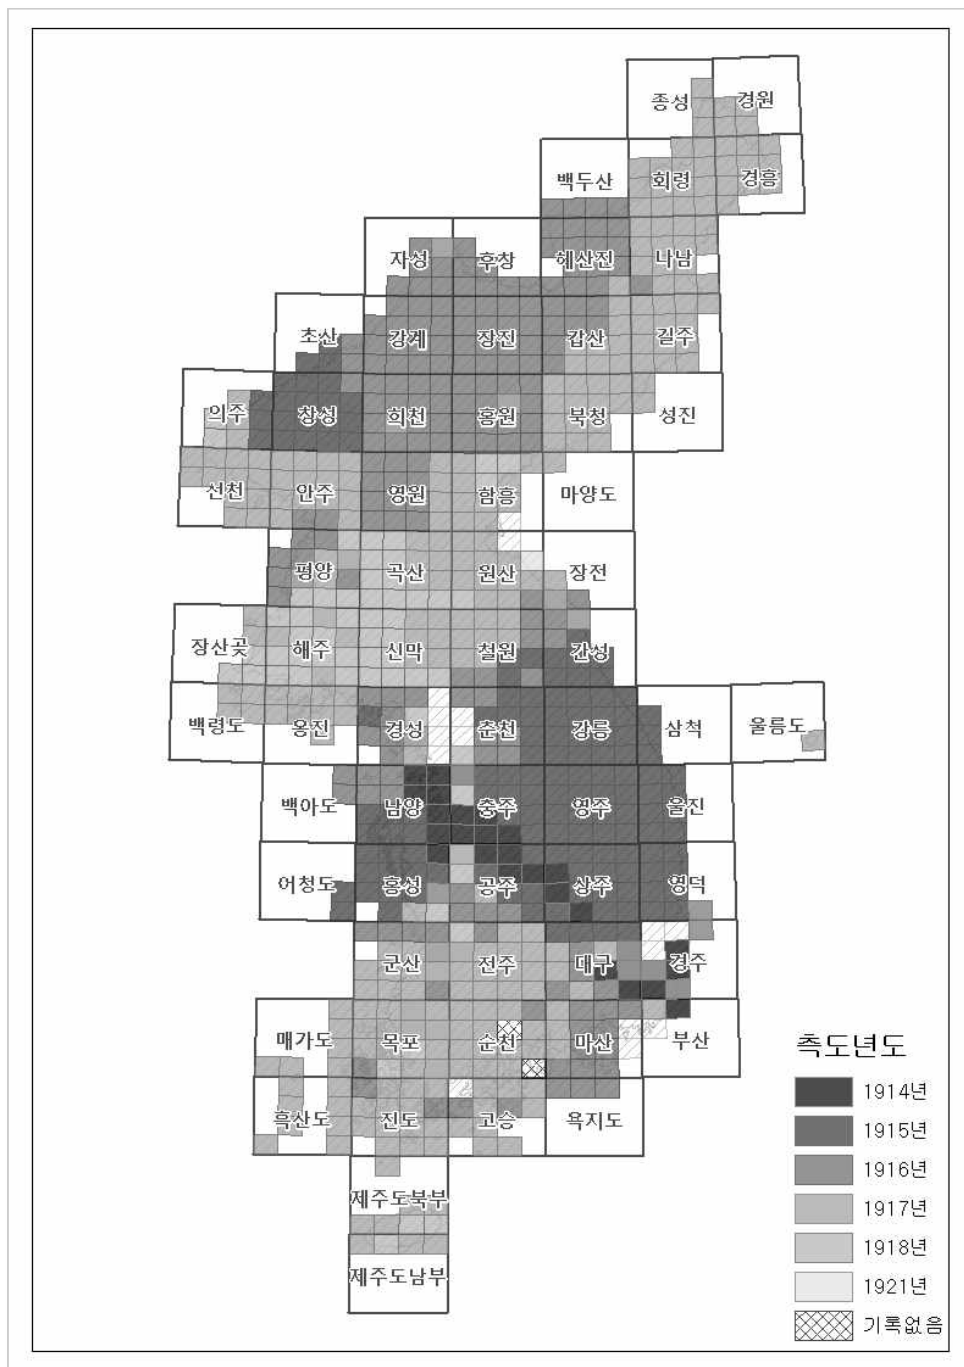 종성 경원
백두산 회령 경흥
자성 후창 혜산진 나남
초산 강계 장진 갑산 길주
의주 창성 희천 홍원 북청 성진
선천 안주 영원 함흥 마양도
평양 곡산 원산 장전
장산곶 해주 신막 철원 간성
백령도 옹진 경성 춘천 강릉 삼척 울릉도
백아도 남양 충주 영주 울진
어청도 홍성 공주 상주 영덕
군산 전주 대구 경주
매가도 목포 순천 마산 부산
흑산도 진도 고승 욕지도
제주도북부
제주도남부
측도년도
1914년
1915년
1916년
1917년
1918년
1921년
기록없음